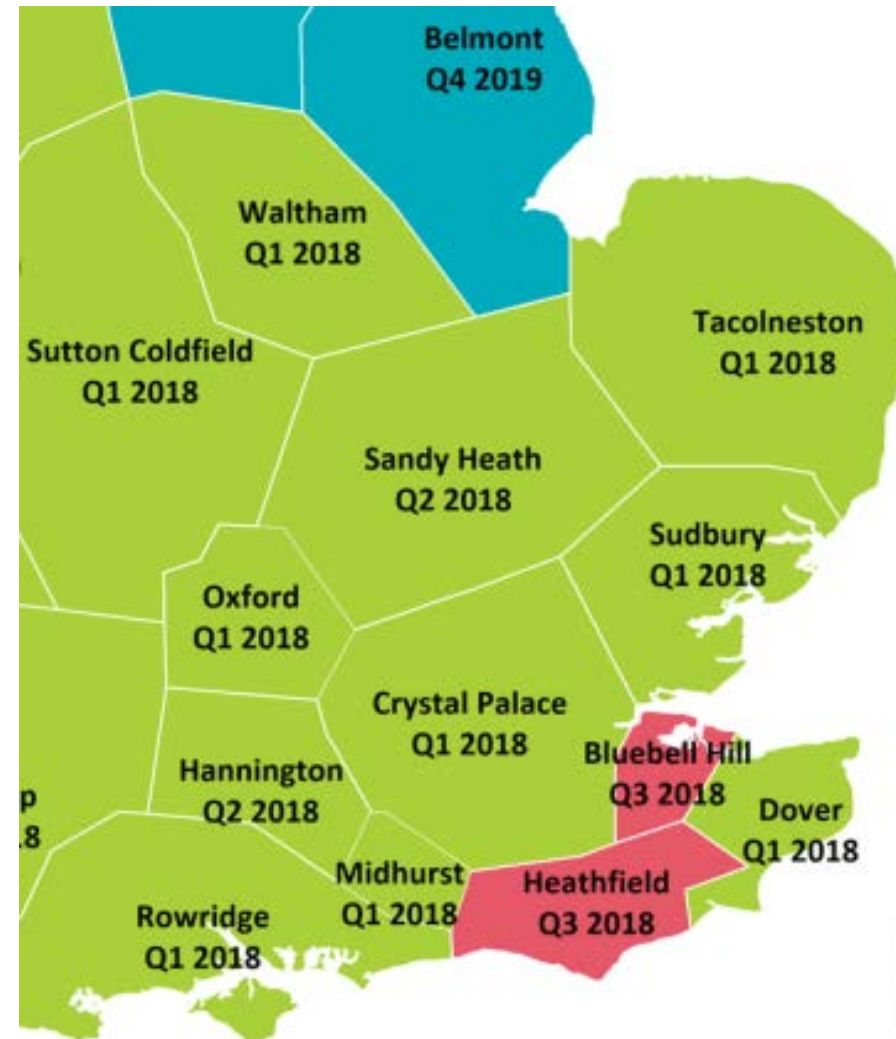 Belmont
Q4 2019
Waltham
Q1 2018
Tacolneston
Q1 2018
Sutton Coldfield
Q1 2018
Sandy Heath
Q2 2018
Sudbury
Q1 2018
Oxford
Q1 2018
Crystal Palace
Q1 2018
Bluebell Hill
Q3 2018
Hannington
Q2 2018
p
.8
Dover
Q1 2018
Midhurst
Q1 2018
Heathfield
Q3 2018
Rowridge
Q1 2018